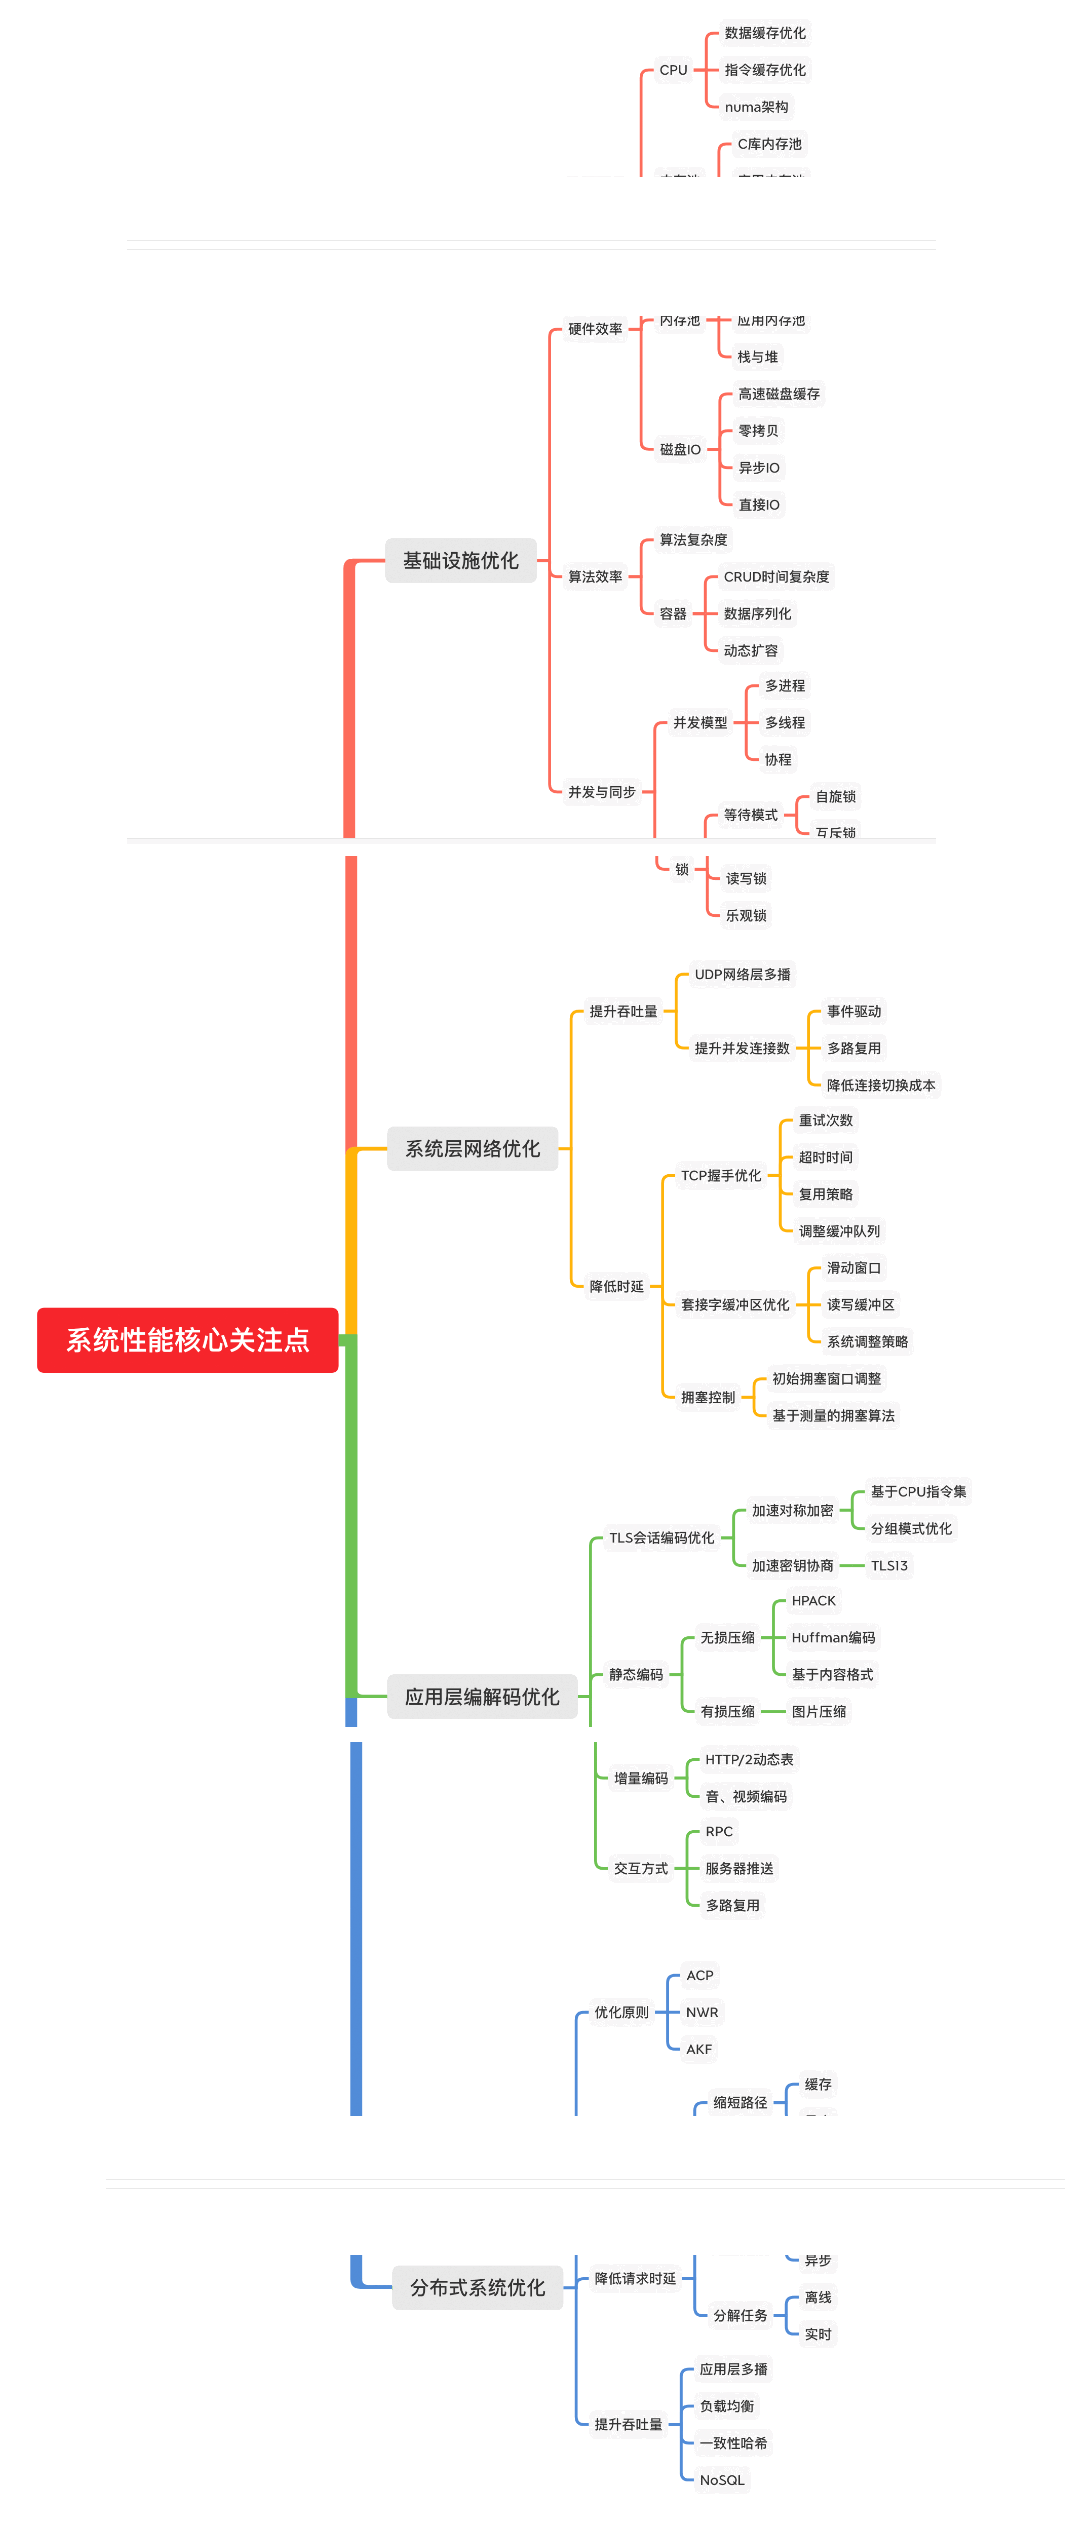 数据缓存优化
CPU
指令缓存优化
numa架构
C库内存池
内存池
应用内存池
硬件效率
栈与堆
高速磁盘缓存
零拷贝
磁盘IO
异步IO
直接IO
算法复杂度
基础设施优化
算法效率
CRUD时间复杂度
容器
数据序列化
动态扩容
多进程
并发模型
多线程
协程
并发与同步
自旋锁
等待模式
互斥锁
锁
读写锁
乐观锁
UDP网络层多播
提升吞吐量
事件驱动
提升并发连接数
多路复用
降低连接切换成本
重试次数
系统层网络优化
超时时间
TCP握手优化
复用策略
调整缓冲队列
滑动窗口
降低时延
套接字缓冲区优化
读写缓冲区
系统性能核心关注点
系统调整策略
初始拥塞窗口调整
拥塞控制
基于测量的拥塞算法
基于CPU指令集
加速对称加密
分组模式优化
TLS会话编码优化
加速密钥协商
TLS13
HPACK
无损压缩
Huffman编码
静态编码
基于内容格式
应用层编解码优化
有损压缩
图片压缩
HTTP/2动态表
增量编码
音、视频编码
RPC
交互方式
服务器推送
多路复用
ACP
优化原则
NWR
AKF
缓存
缩短路径
异步
降低请求时延
分布式系统优化
离线
分解任务
实时
应用层多播
负载均衡
提升吞吐量
一致性哈希
NoSQL